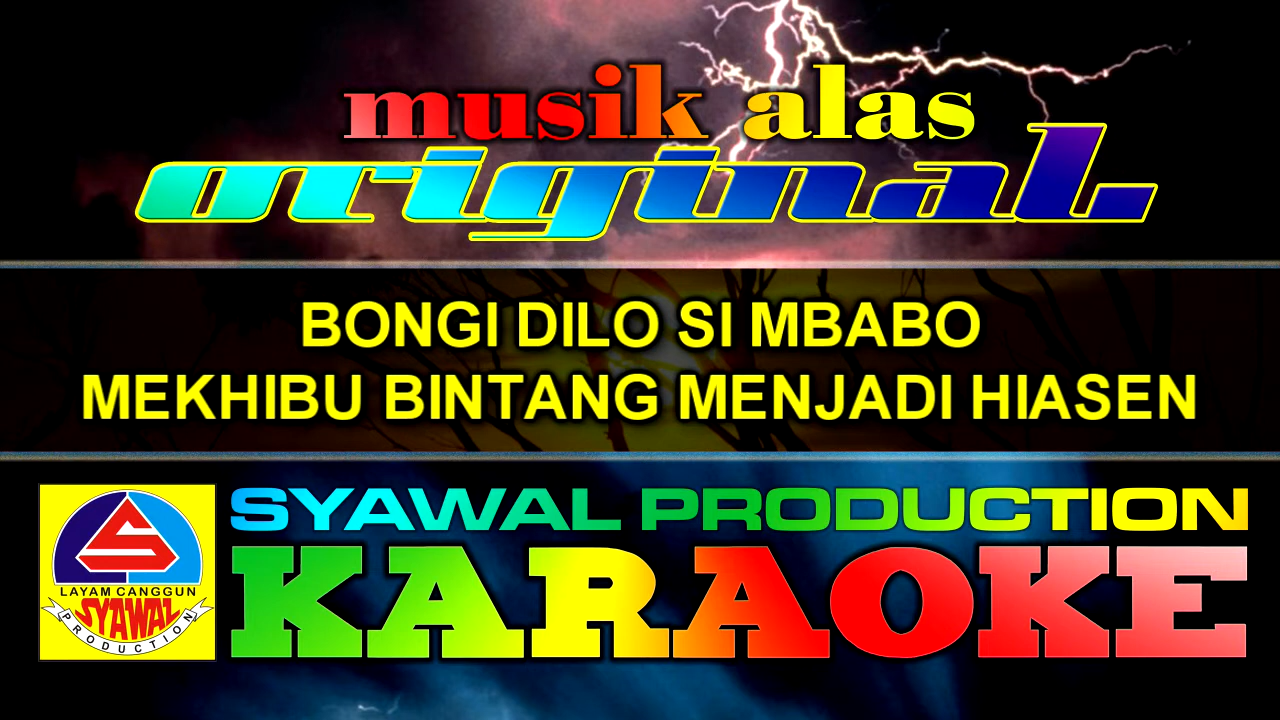 musik alas
original
BONGI DILO SI MBABO
MEKHIBU BINTANG MENJADI HIASEN
SYAWAL PRODUCTION
KARAOKE
S
LAYAM CANGGUN
SYAWAL
PRODUCTION